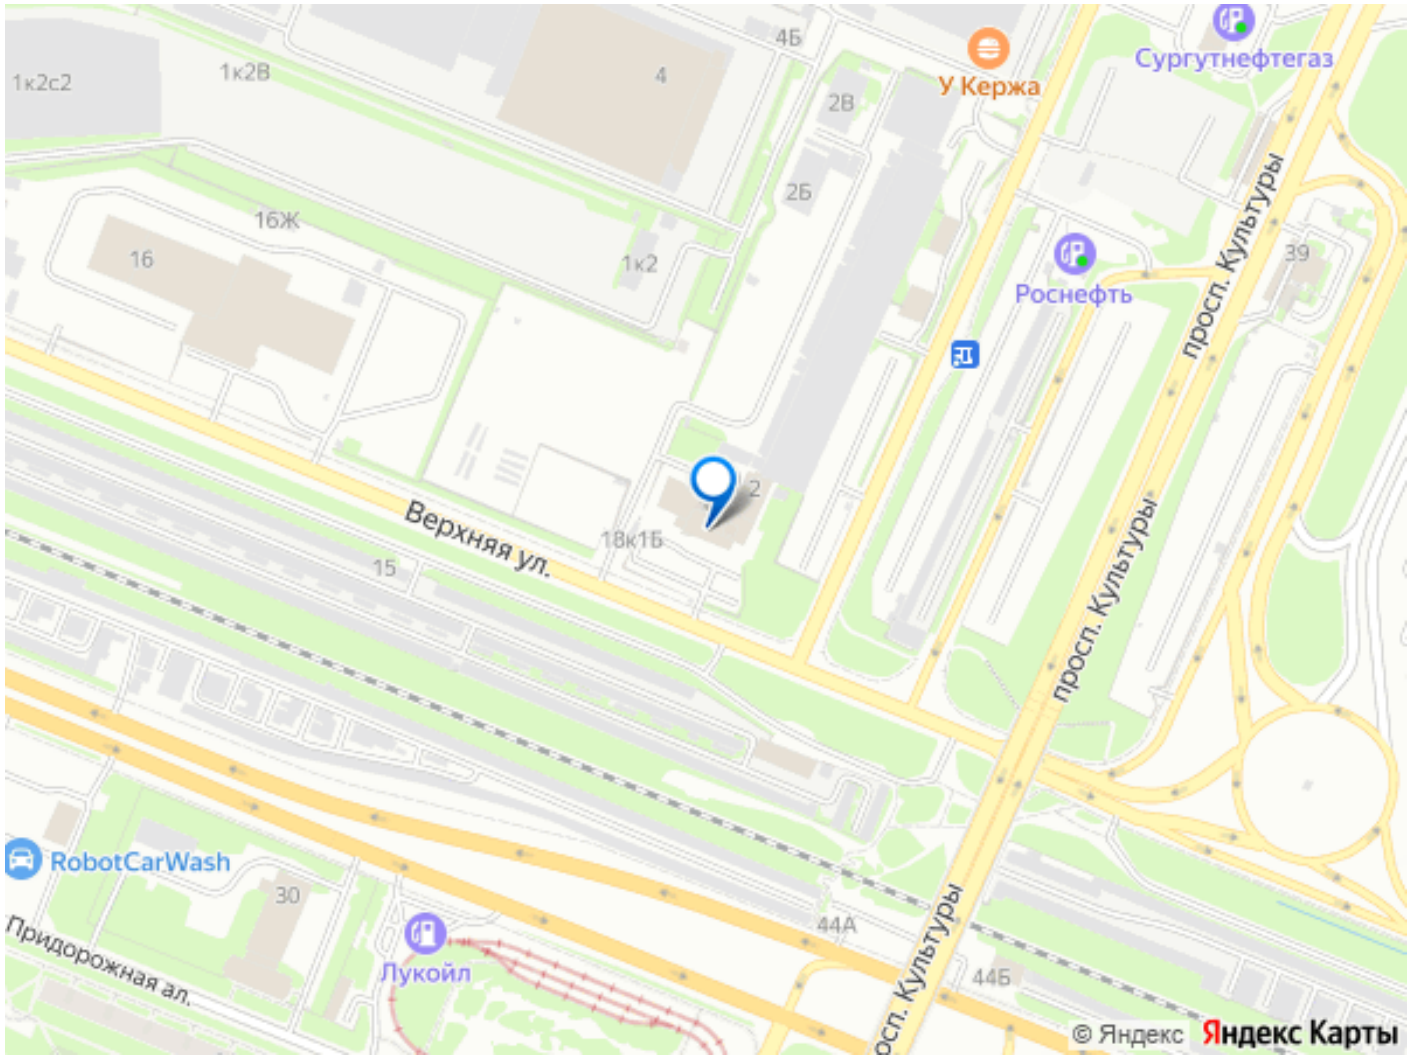 4Б
Сургутнефтегаз
1к2с2
1к2В
4
У Кержа
2В
2Б
16Ж
16
1к2
просп. Культуры
39
Роснефть
2
Верхняя ул.
18к1Б
15
просп. Культуры
RobotCarWash
30
44А
Придорожная ал.
Лукойл
44Б
осп. Культуры
© Яндекс Яндекс Карты